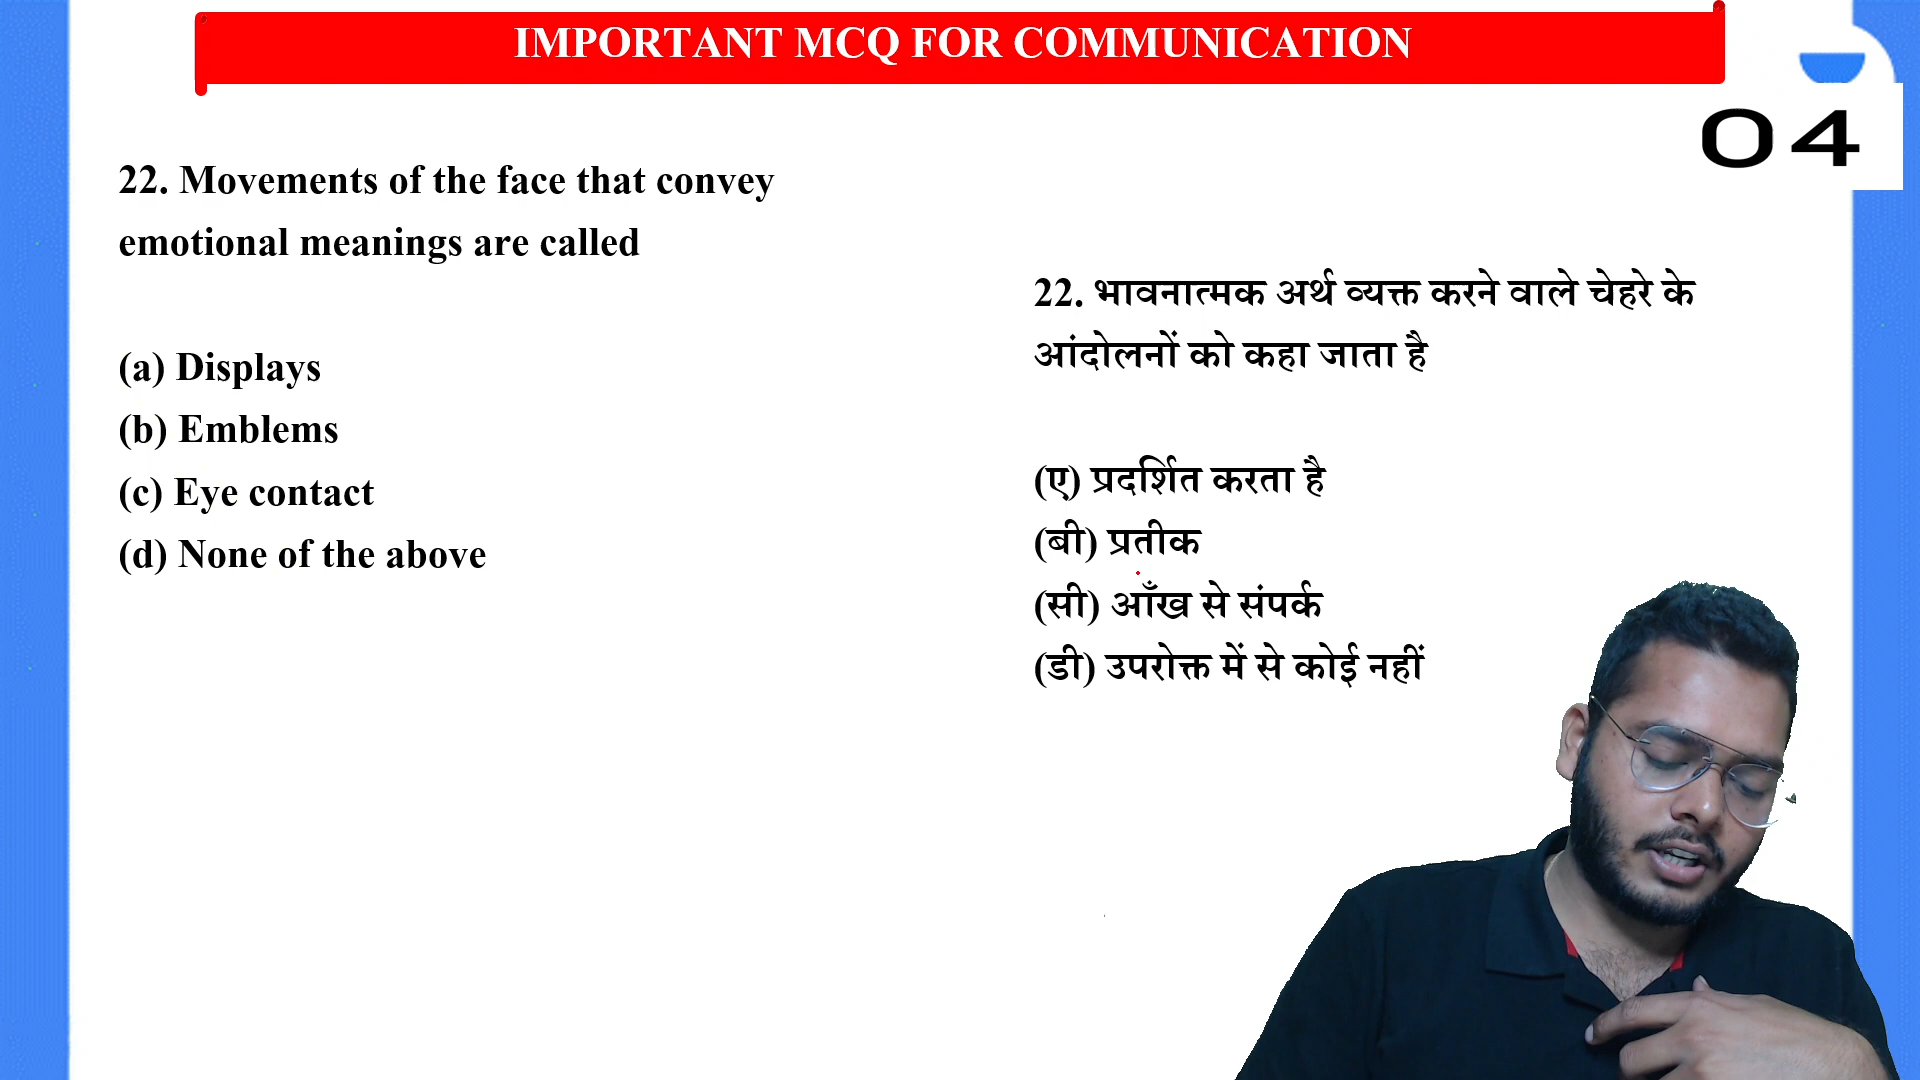 IMPORTANT MCQ FOR COMMUNICATION
04
22. Movements of the face that convey
emotional meanings are called
(a) Displays
(b) Emblems
(c) Eye contact
(d) None of the above
22. भावनात्मक अर्थ व्यक्त करने वाले चेहरे के
आंदोलनों को कहा जाता है
(ए) प्रदर्शित करता है
(बी) प्रतीक
(सी) आँख से संपर्क
(डी) उपरोक्त में से कोई नहीं